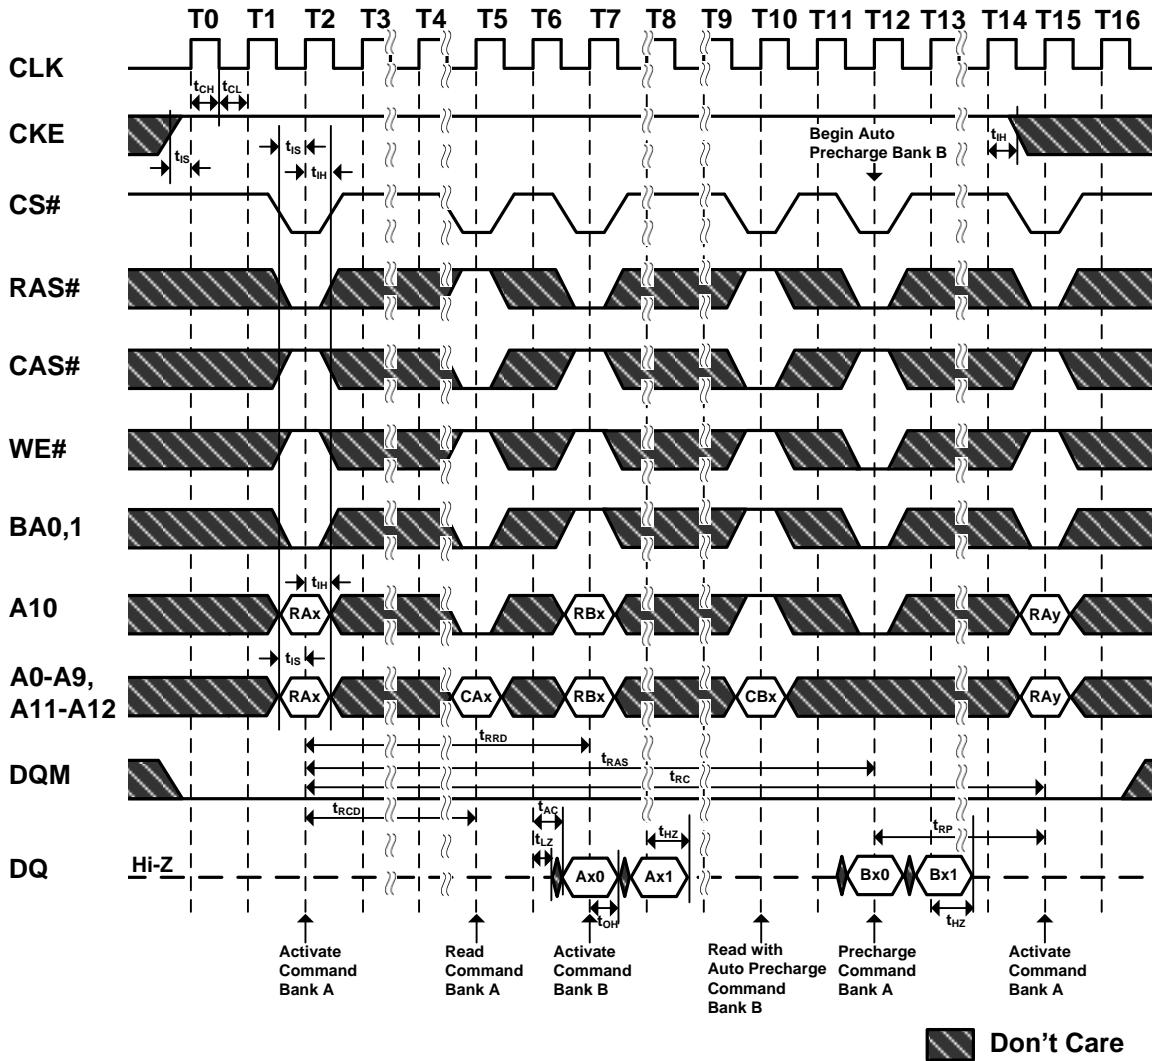 T0 T1 T2 T3 T4 T5 T6 T7 T8 T9 T10 T11 T12 T13 T14 T15 T16
CLK
tCH tCL
CKE
tIS
tIS
tIH
Begin Auto
Precharge Bank B
tIH
CS#
RAS#
CAS#
WE#
BA0,1
tIH
A10
RAx RBx RAy
tIS
A0-A9,
A11-A12
RAx CAx RBx CBx RAy
tRRD
tRAS
tRC
DQM
tRCD
tAC
tLZ
tHZ
tRP
DQ
Hi-Z
Ax0 Ax1 Bx0 Bx1
tOH
tHZ
Activate
Command
Bank A
Read
Command
Bank A
Activate
Command
Bank B
Read with
Auto Precharge
Command
Bank B
Precharge
Command
Bank A
Activate
Command
Bank A
Don't Care